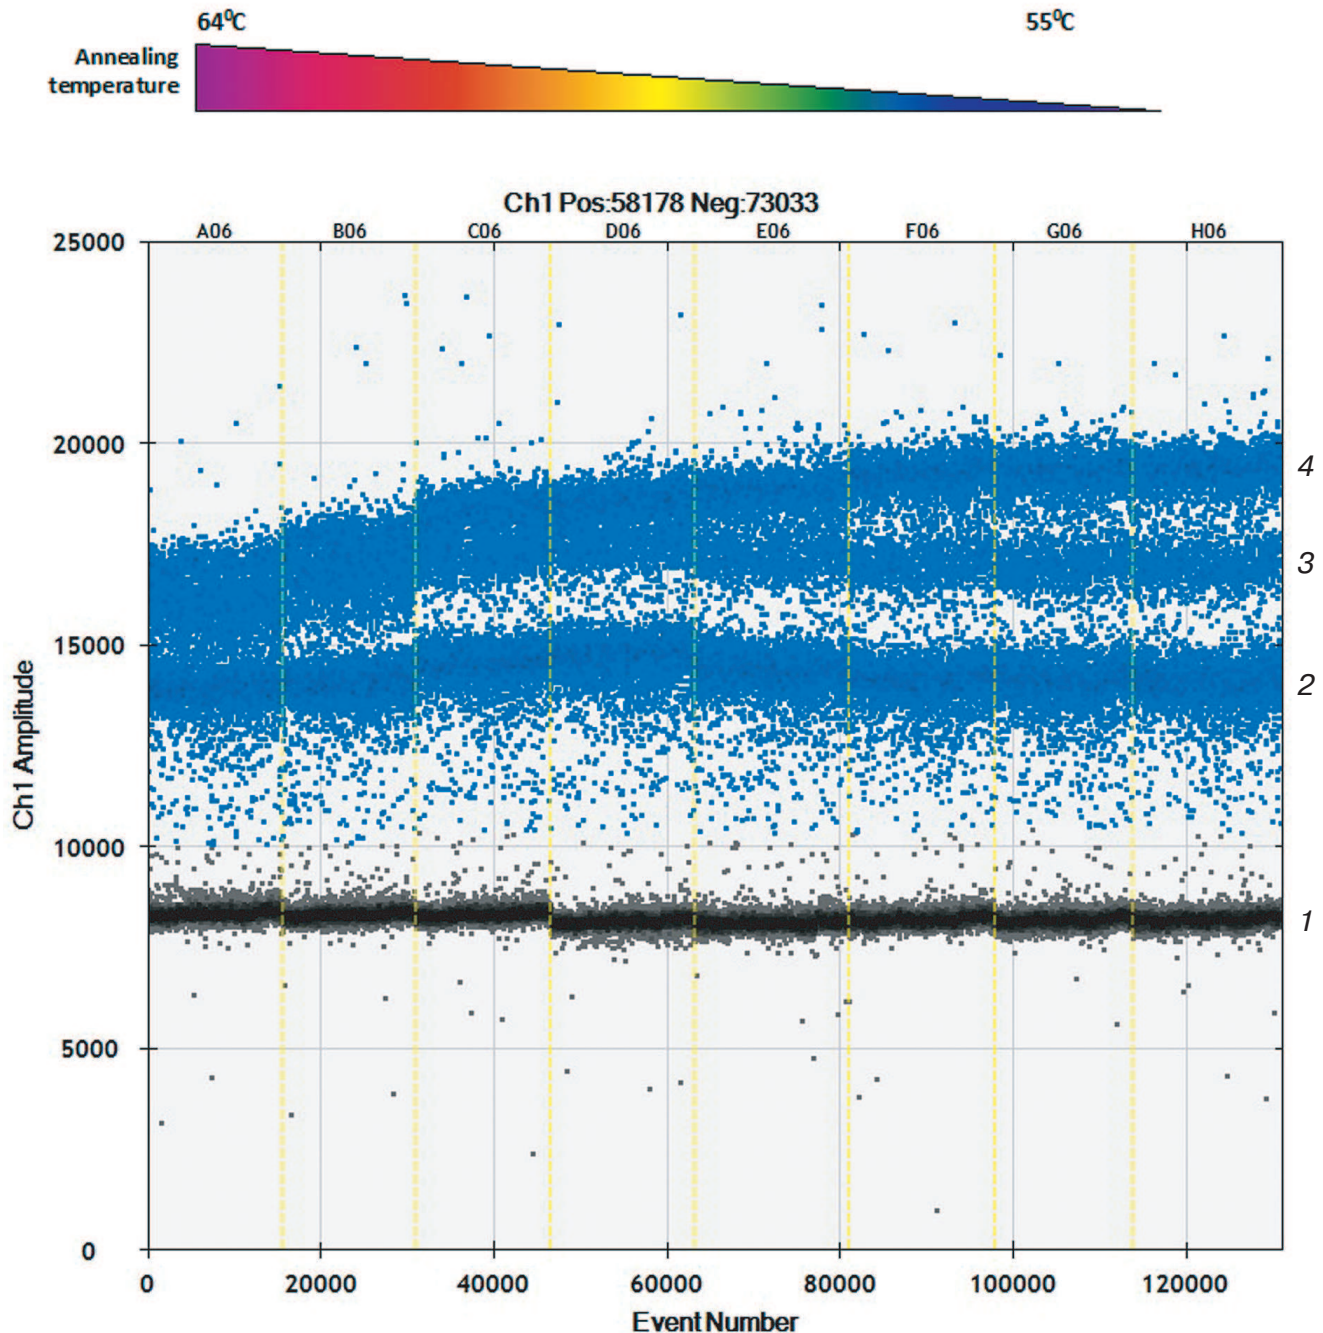 64⁰C 55⁰C
Annealing
temperature
Ch1 Pos:58178 Neg:73033
A06 B06 C06 D06 E06 F06 G06 H06
25000
20000
4
3
15000
2
Ch1 Amplitude
10000
1
5000
0
0 20000 40000 60000 80000 100000 120000
Event Number